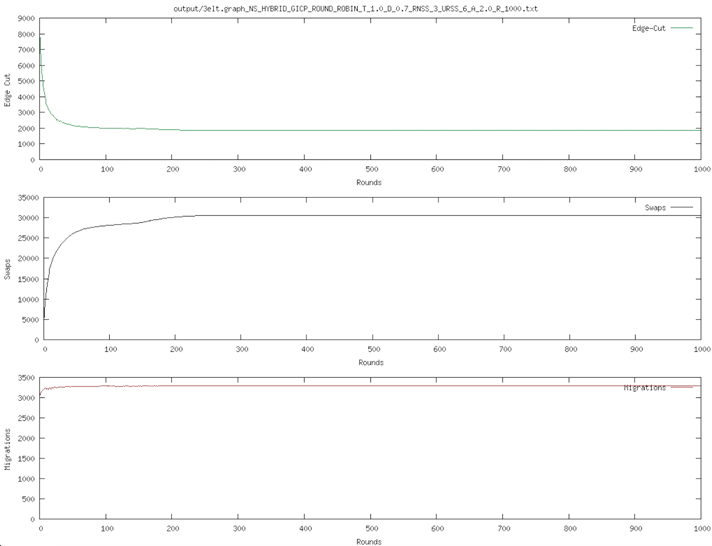 output/3elt.graph_NS_HYBRID_GICP_ROUND_ROBIN_T_1.0_D_0.7_RNSS_3_URSS_6_A_2.0_R_1000.txt
9000
8000
7000
6000
5000
4000
3000
2000
1000
0
Edge Cut
Edge-Cut
0 100 200 300 400 500 600 700 800 900 1000
Rounds
35000
30000
25000
20000
15000
10000
5000
0
Swaps
Swaps
0 100 200 300 400 500 600 700 800 900 1000
Rounds
3500
3000
2500
2000
1500
1000
500
0
Migrations
Migrations
0 100 200 300 400 500 600 700 800 900 1000
Rounds